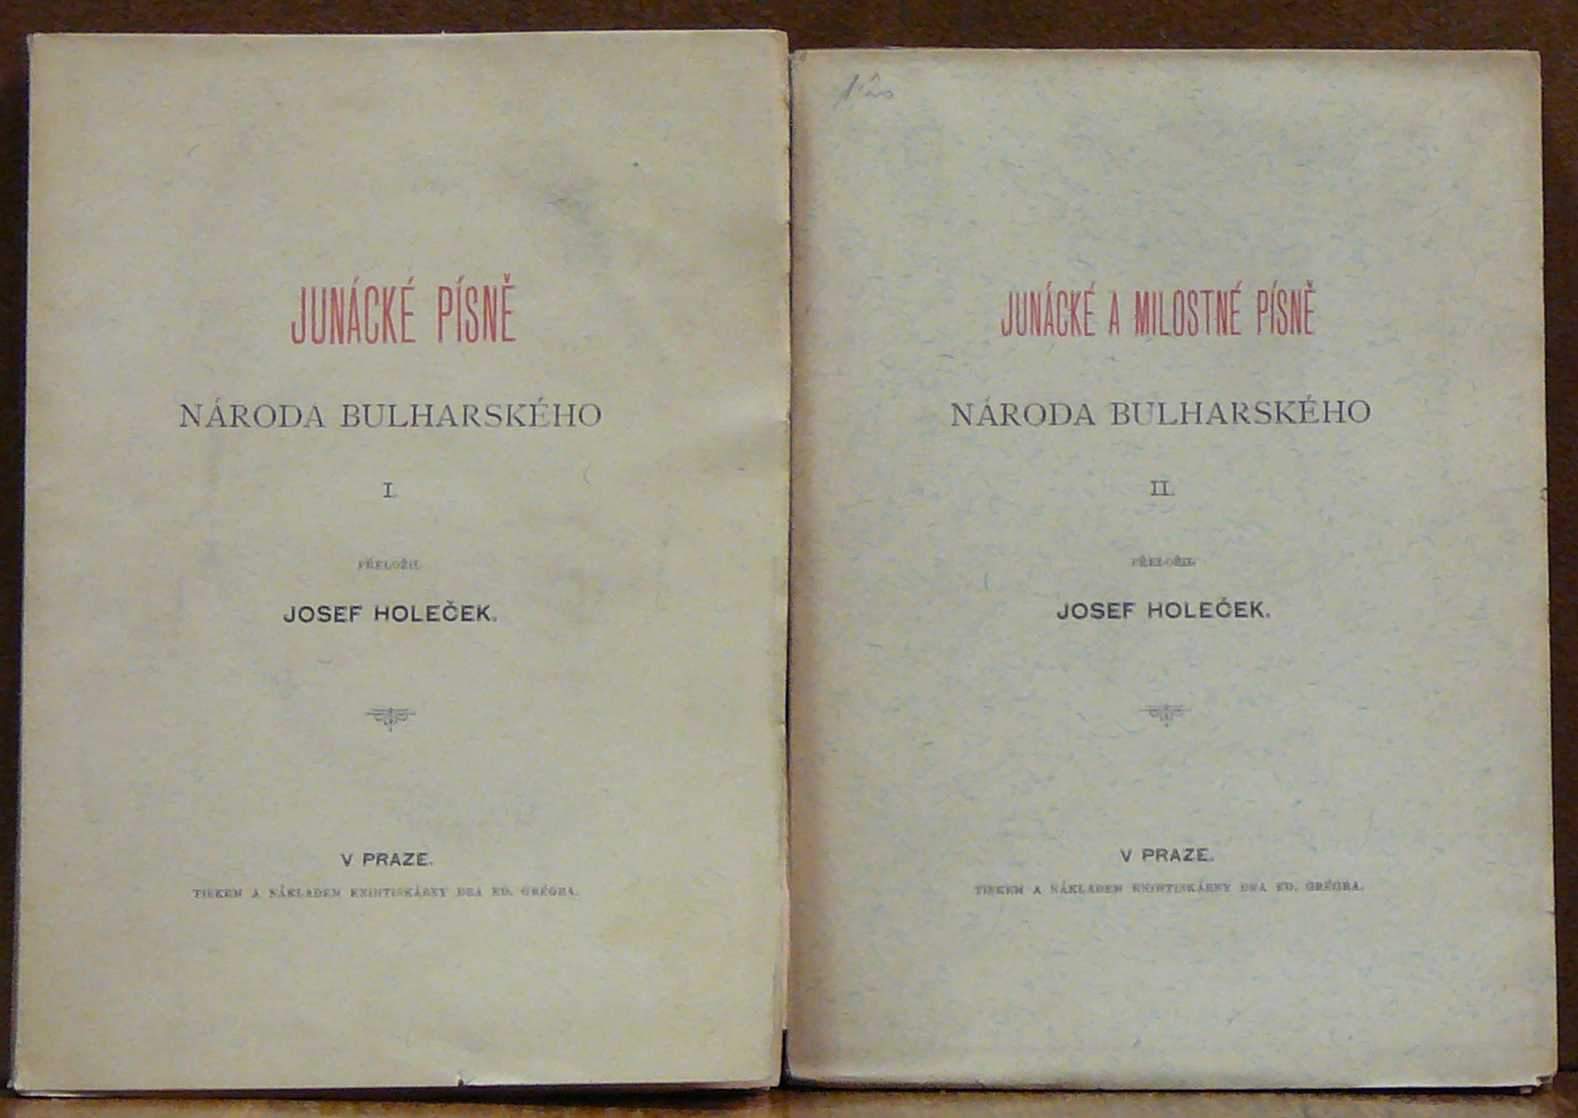 JUNÁCKÉ PÍSNĚ
NÁRODA BULHARSKÉHO
I.
PŘELOŽIL
JOSEF HOLEČEK.
V PRAZE.
TISKEM A NÁKLADEM KNIHTISKÁRNY DRA ED. GRÉGRA.
JUNÁCKÉ A MILOSTNÉ PÍSNĚ
NÁRODA BULHARSKÉHO
II.
PŘELOŽIL
JOSEF HOLEČEK.
V PRAZE.
TISKEM A NÁKLADEM KNIHTISKÁRNY DRA ED. GRÉGRA.